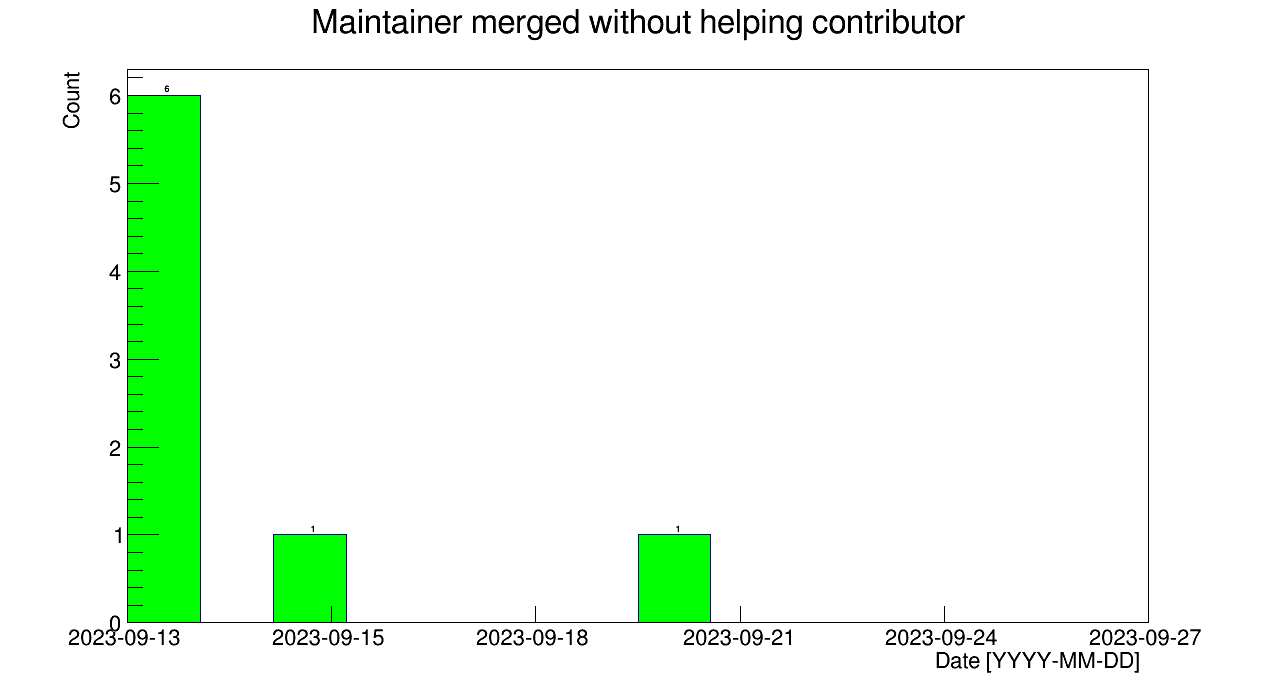 Maintainer merged without helping contributor
Count
6
5
4
3
2
1
0
6
1
1
2023-09-13 2023-09-15 2023-09-18 2023-09-21 2023-09-24 2023-09-27
Date [YYYY-MM-DD]